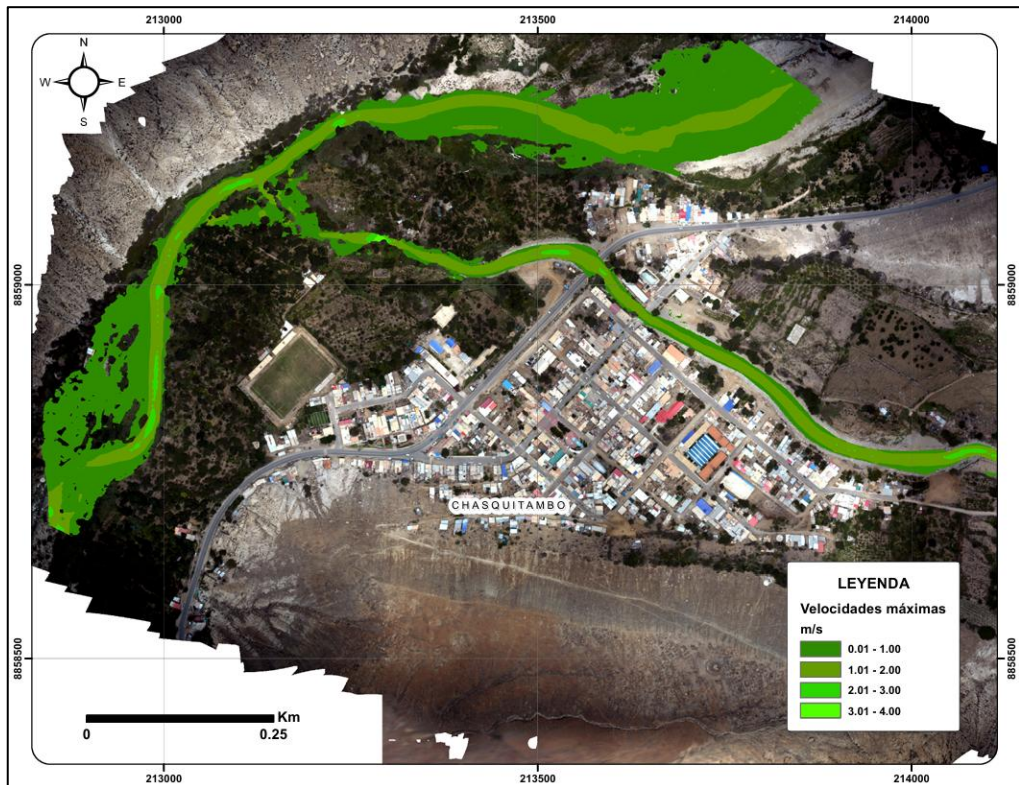 213000 213500 214000
N
W E
S
8859000 8859000
CHASQUITAMBO
LEYENDA
Velocidades máximas
m/s
0.01 - 1.00
1.01 - 2.00
2.01 - 3.00
3.01 - 4.00
8858500 8858500
Km
0 0.25
213000 213500 214000